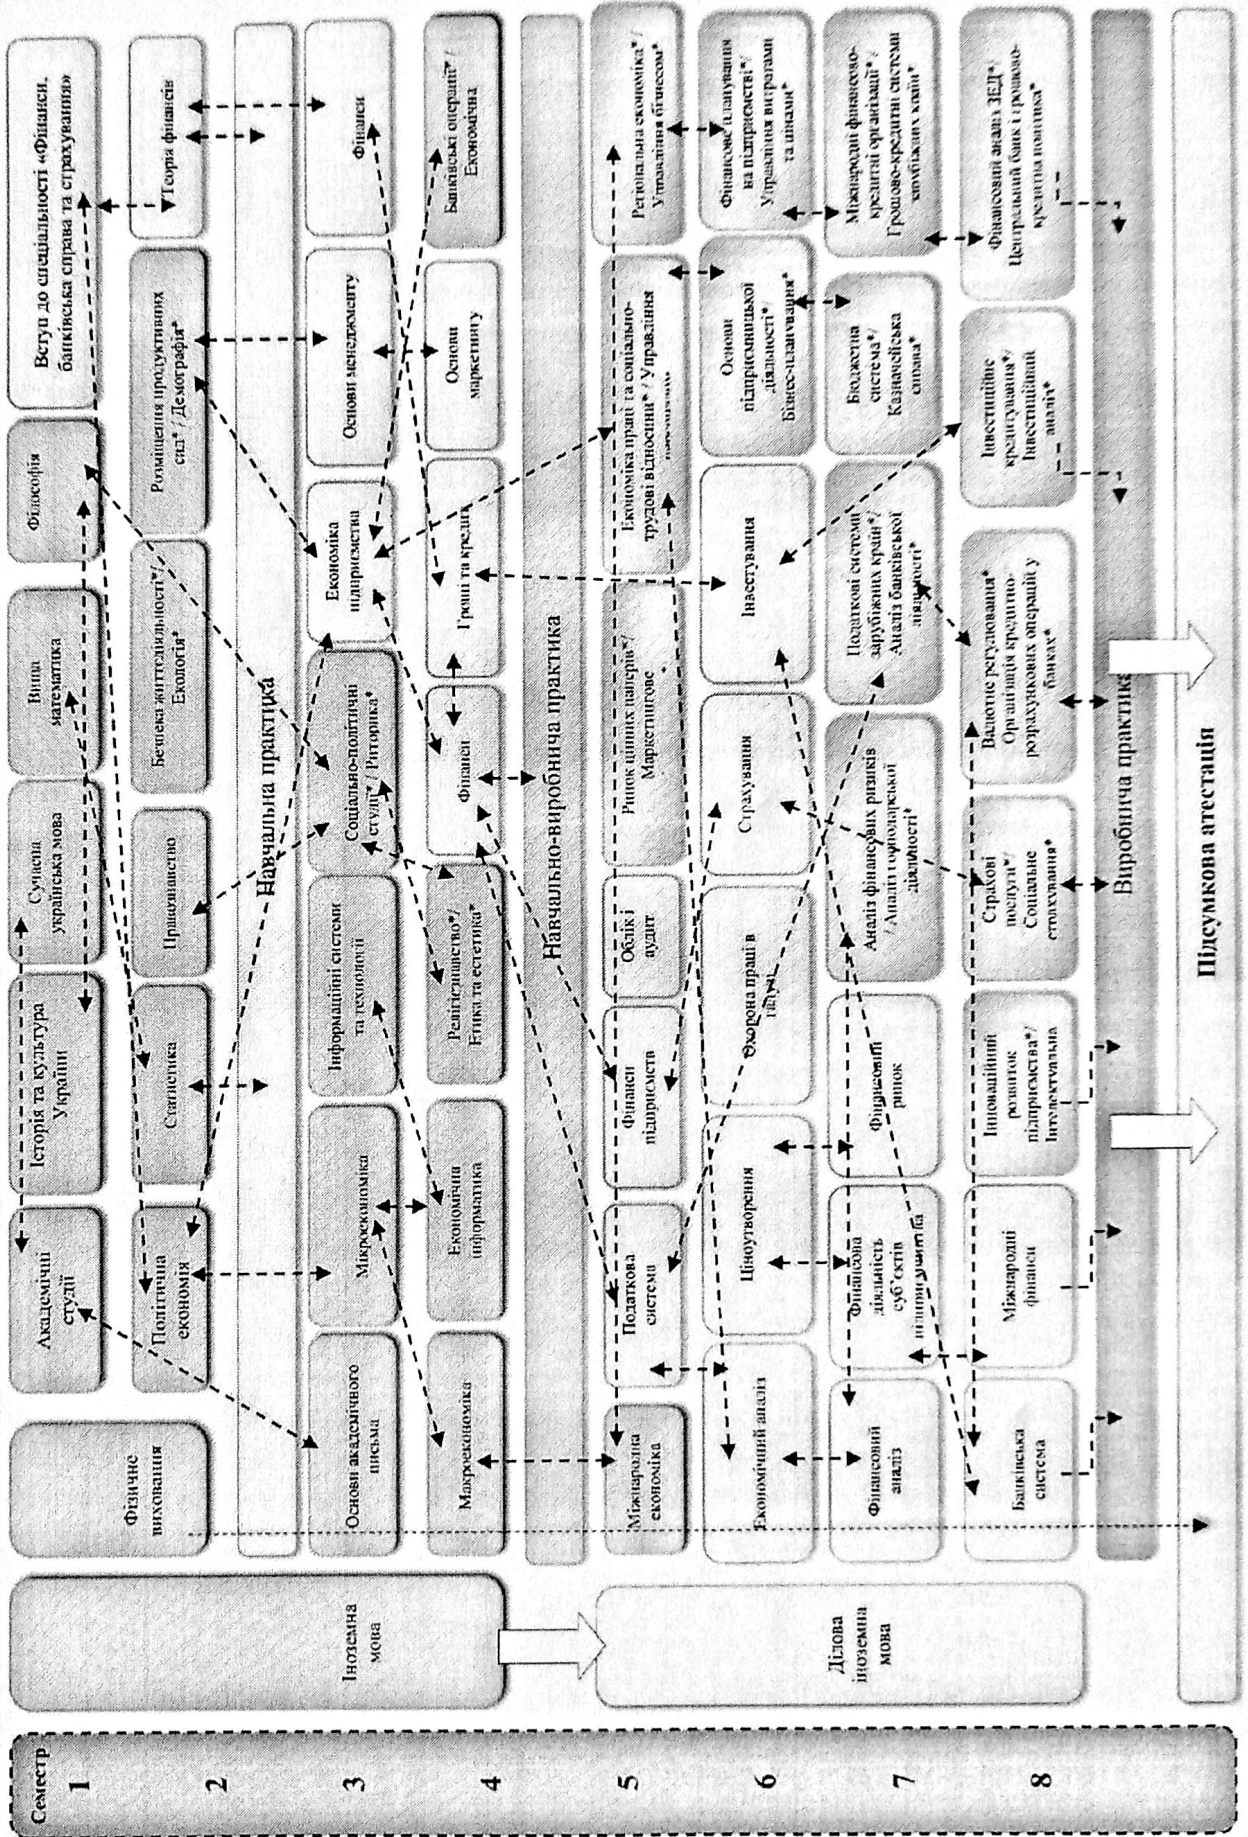 Семестр
1
2
3
4
5
6
7
8
Іноземна
мова
Ділова
іноземна
мова
Фізичне
виховання
Академічні
студії
Історія та культура
України
Сучасна
українська мова
Вища
математика
Філософія
Вступ до спеціальності «Фінанси,
банківська справа та страхування»
Політична
економія
Статистика
Правознавство
Безпека життєдіяльності*/
Екологія*
Розміщення продуктивних
сил* / Демографія*
Теорія фінансів
Навчальна практика
Основи академічного
письма
Мікроекономіка
Інформаційні системи
та технології
Соціально-політичні
студії* / Риторика*
Економіка
підприємства
Основи менеджменту
Фінанси
Макроекономіка
Економічна
інформатика
Релігієзнавство*/
Етика та естетика*
Фінанси
Гроші та кредит
Основи
маркетингу
Банківські операції* /
Економічна
Навчально-виробнича практика
Міжнародна
економіка
Податкова
система
Фінанси
підприємств
Облік і
аудит
Ринок цінних паперів*/
Маркетингове
Економіка праці та соціально-
трудові відносини* / Управління
Регіональна економіка*/
Управління бізнесом*
Економічний аналіз
Ціноутворення
Охорона праці в
галузі
Страхування
Інвестування
Основи
підприємницької
діяльності*/
Бізнес-планування*
Фінансове планування
на підприємстві*/
Управління витратами
та цінами*
Фінансовий
аналіз
Фінансова
діяльність
суб'єктів
Фінансовий
ринок
Аналіз фінансових ризиків
/Аналіз господарської
діяльності*
Податкові системи
зарубіжних країн*/
Аналіз банківської
діяльності*
Бюджетна
система*/
Казначейська
справа*
Міжнародні фінансово-
кредитні організації*/
Грошово-кредитні системи
зарубіжних країн*
Банківська
система
Міжнародні
фінанси
Інноваційний
розвиток
підприємства*/
Інтелектуальна
Страхові
послуги*/
Соціальне
страхування*
Валютне регулювання*
Організація кредитно-
розрахункових операцій у
банках*
Інвестиційне
кредитування*/
Інвестиційний
аналіз*
Фінансовий аналіз ЗЕД*/
Центральний банк і грошово-
кредитна політика*
Виробнича практика
Підсумкова атестація